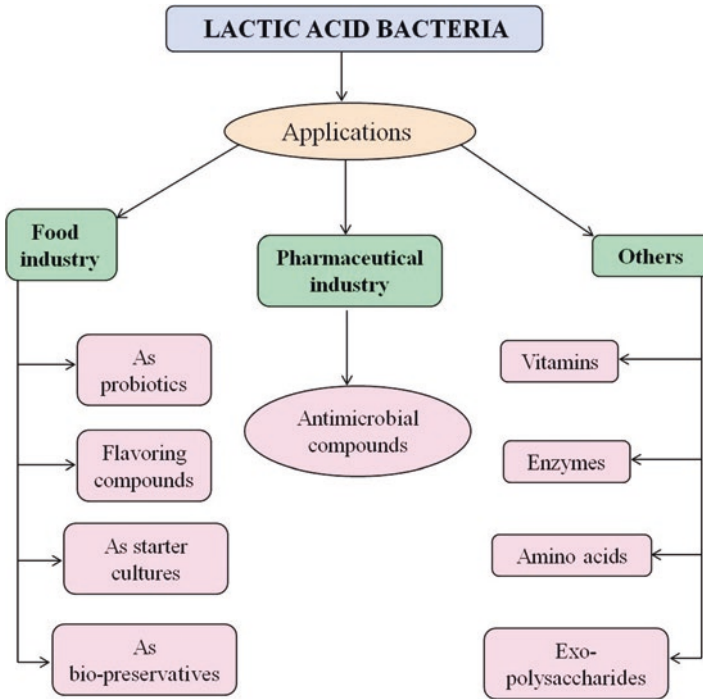 LACTIC ACID BACTERIA
Applications
Food
industry
Pharmaceutical
industry
Others
As
probiotics
Flavoring
compounds
As starter
cultures
As
bio-preservatives
Antimicrobial
compounds
Vitamins
Enzymes
Amino acids
Exo-
polysaccharides